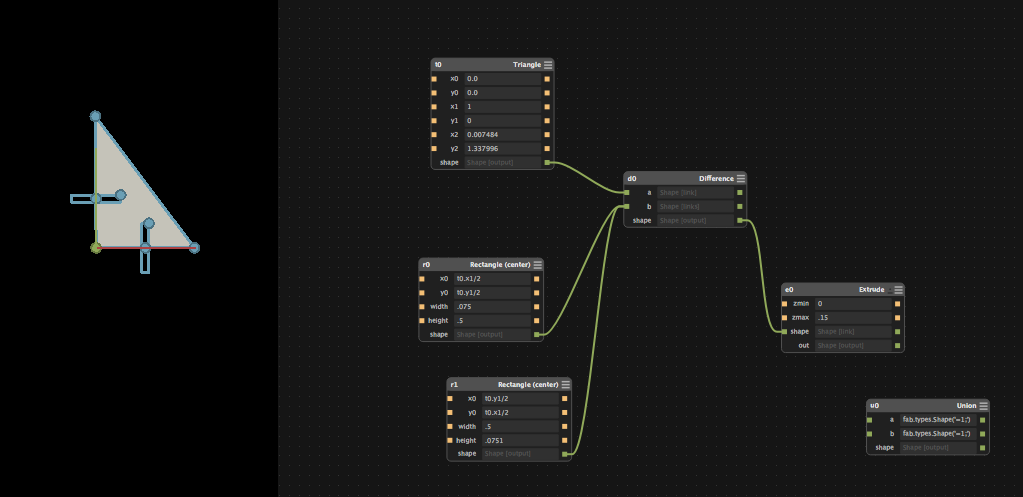 t0 Triangle
x0 0.0
y0 0.0
x1 1
y1 0
x2 0.007484
y2 1.337996
shape Shape [output]
d0 Difference
a Shape [link]
b Shape [links]
shape Shape [output]
r0 Rectangle (center)
x0 t0.x1/2
y0 t0.y1/2
width .075
height .5
shape Shape [output]
e0 Extrude
zmin 0
zmax .15
shape Shape [link]
out Shape [output]
r1 Rectangle (center)
x0 t0.y1/2
y0 t0.x1/2
width .5
height .0751
shape Shape [output]
u0 Union
a fab.types.Shape('=1;')
b fab.types.Shape('=1;')
shape Shape [output]